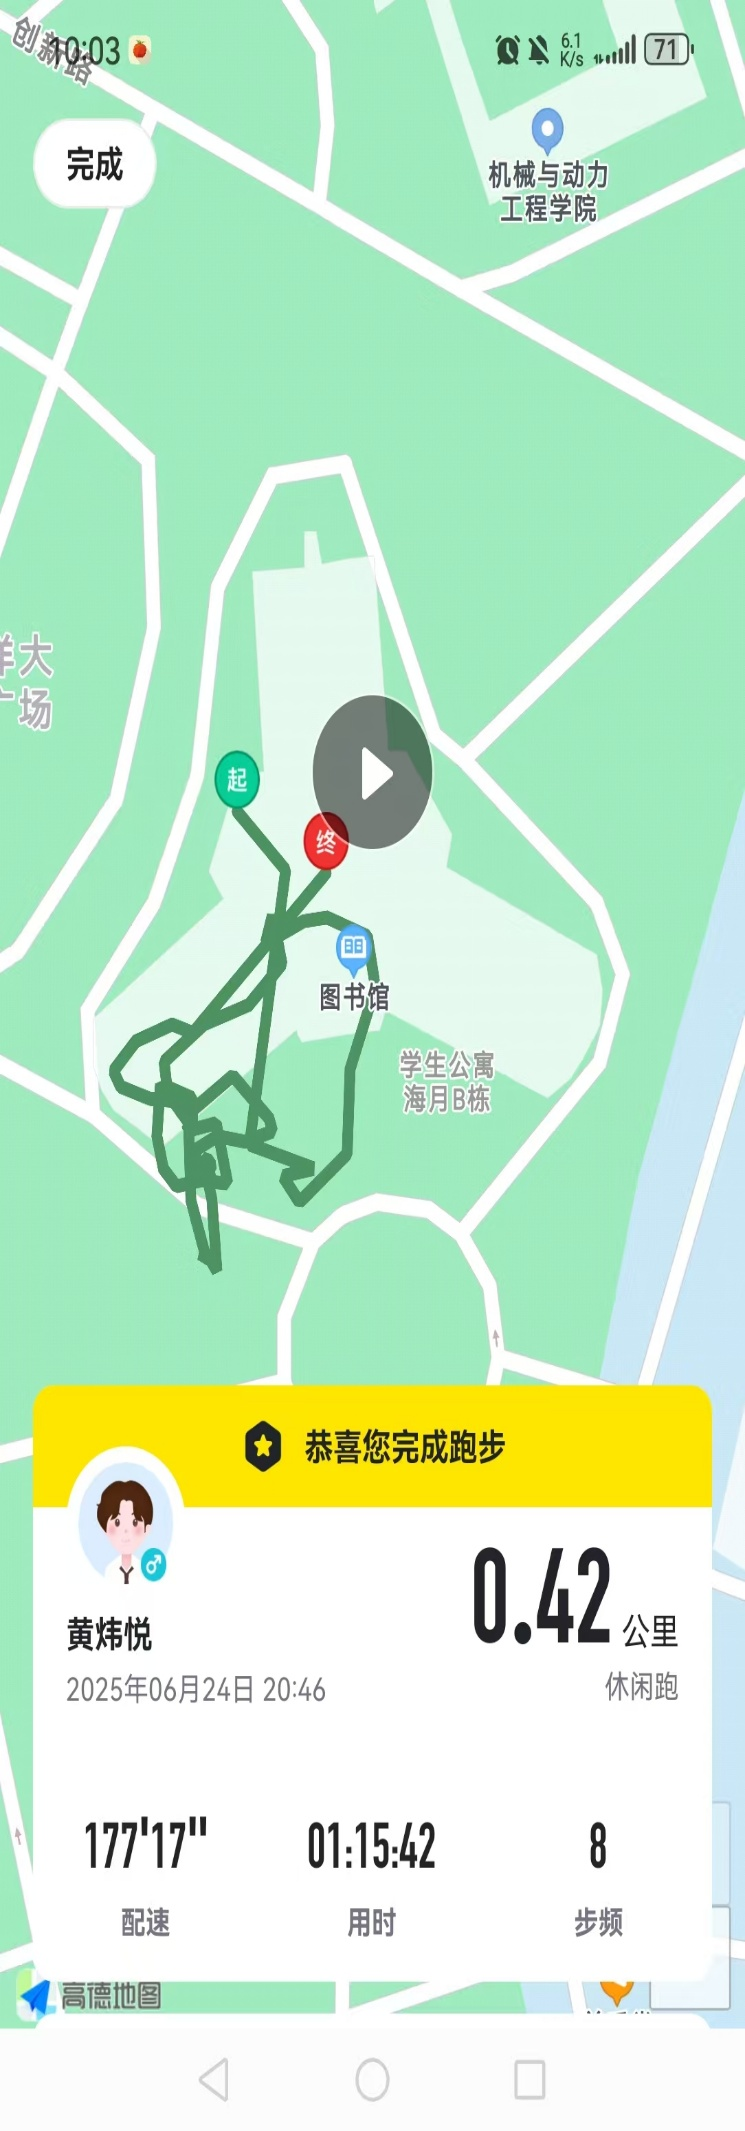 创新路
10:03
6.1
K/s
71
完成
机械与动力
工程学院
洋大
广场
起
终
图书馆
学生公寓
海月B栋
恭喜您完成跑步
0.42 公里
黄炜悦
2025年06月24日 20:46
休闲跑
177'17" 01:15:42 8
配速 用时 步频
高德地图